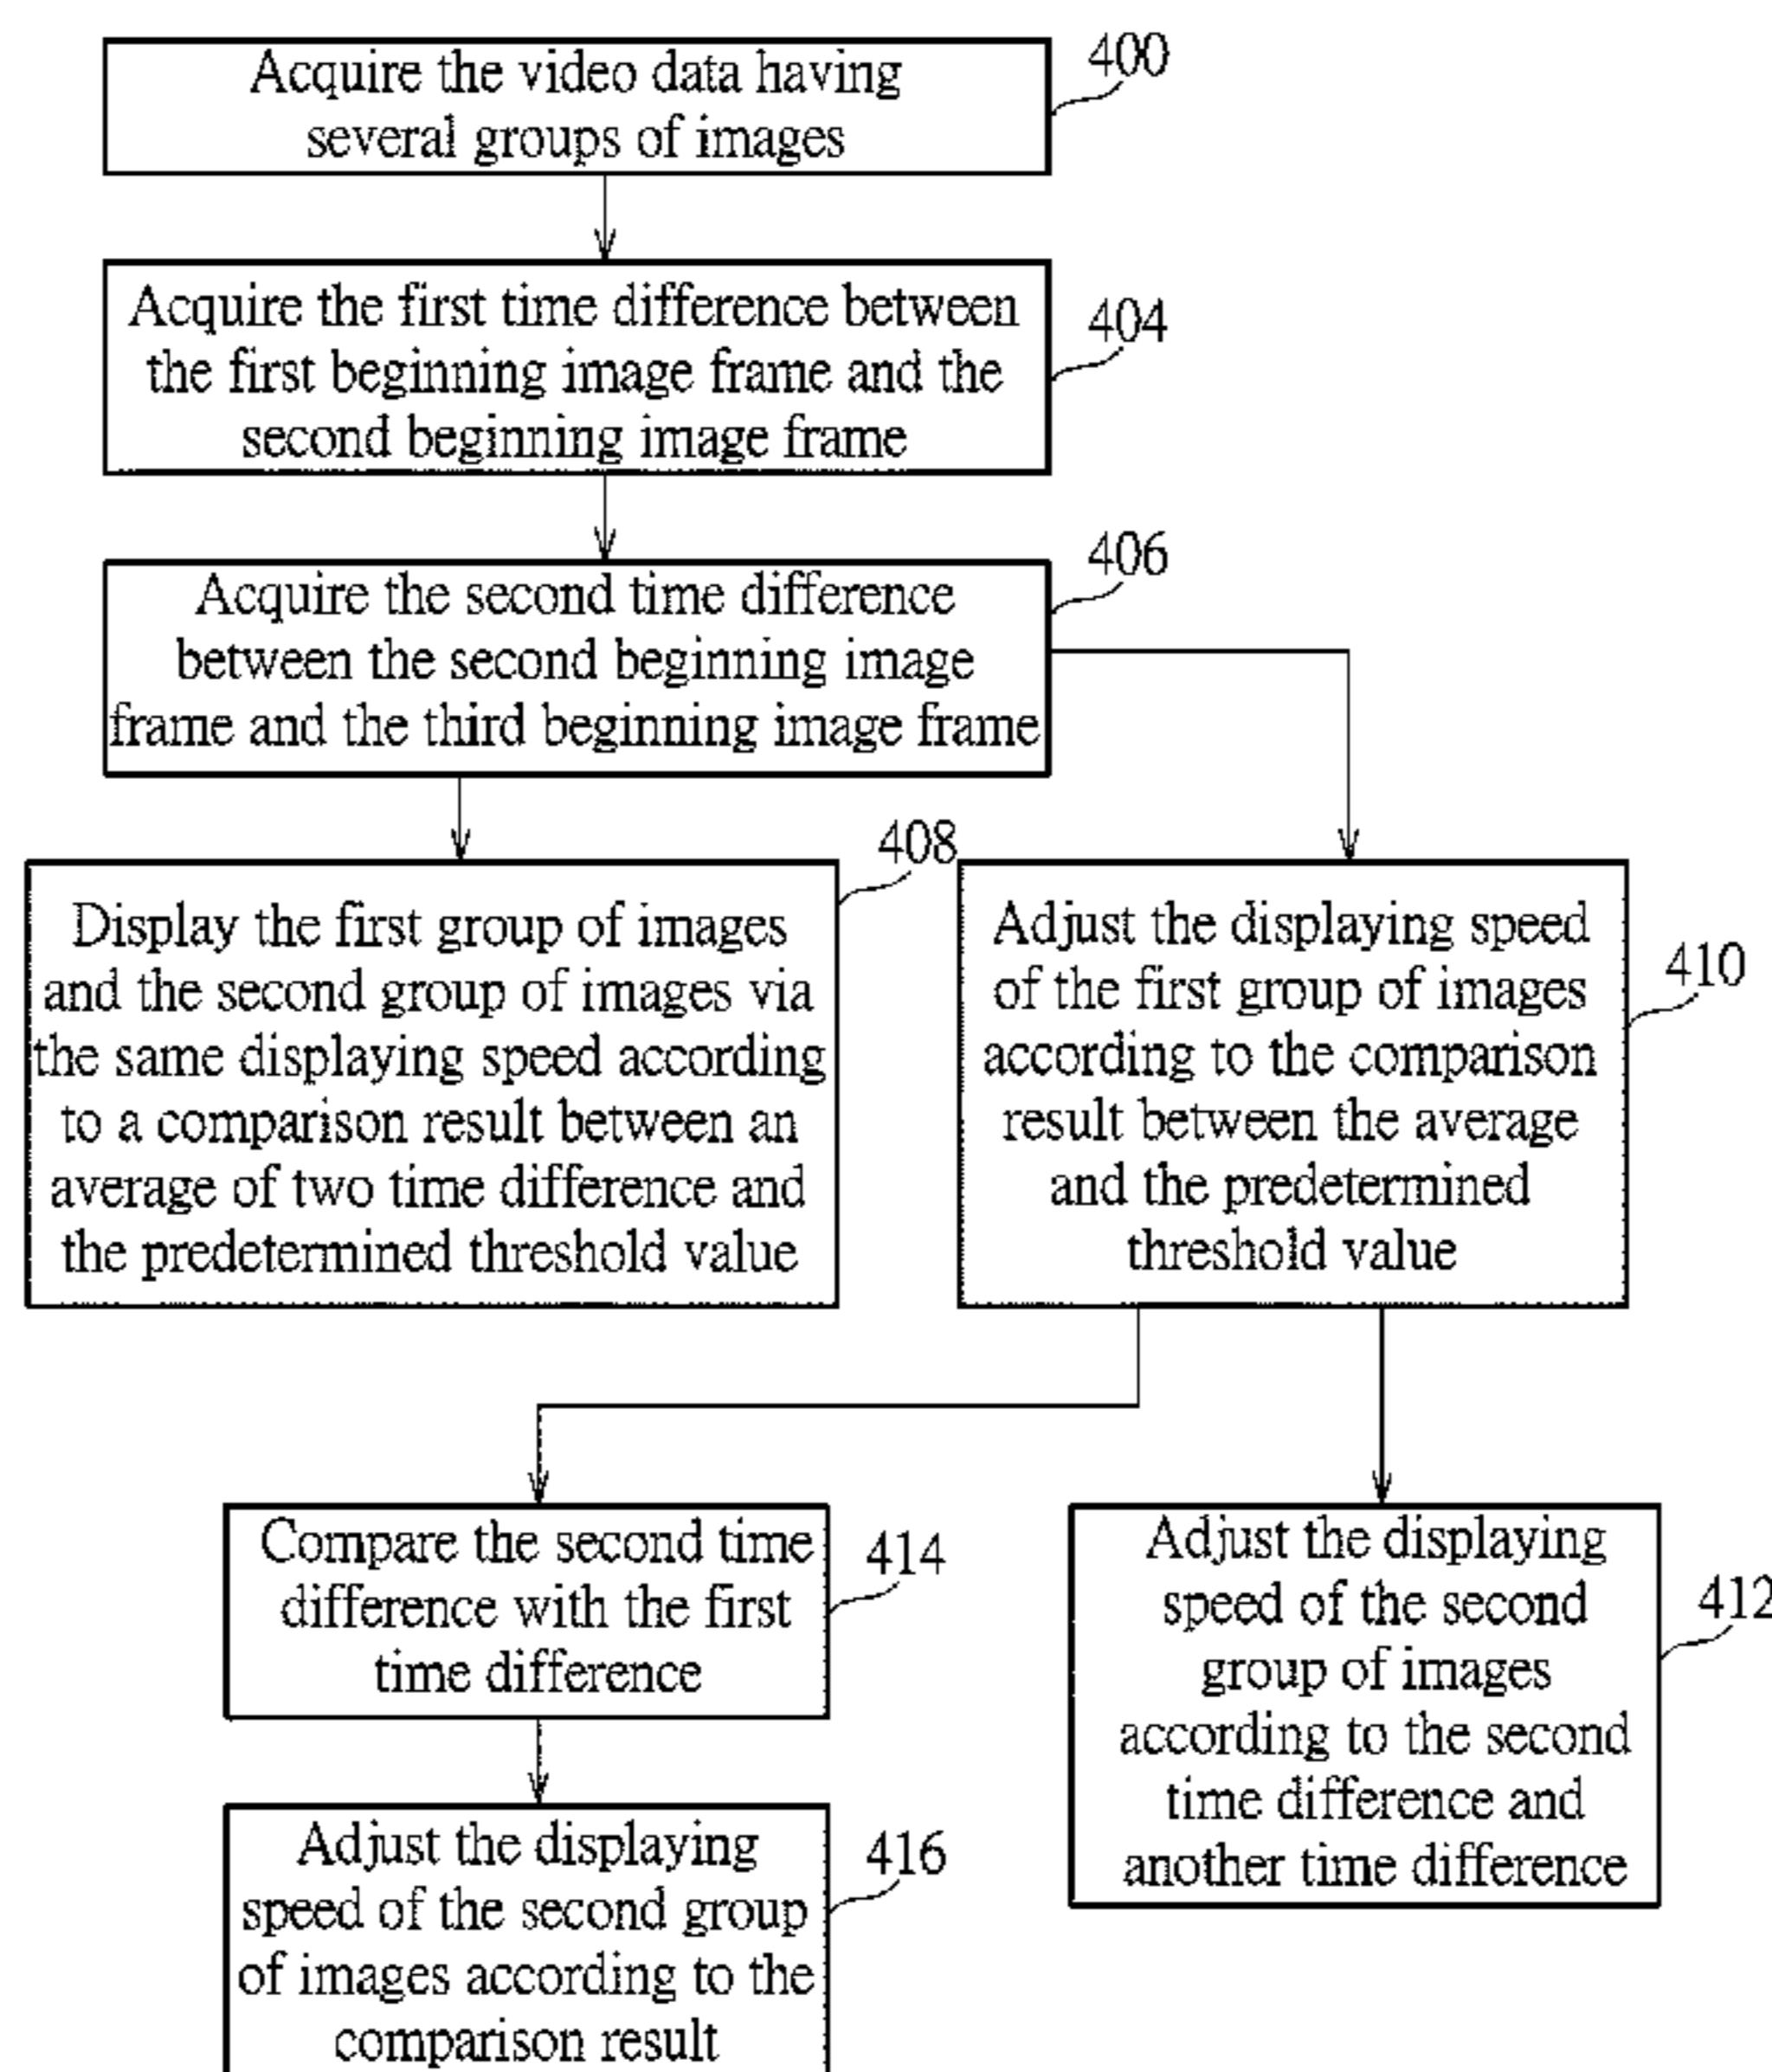 Acquire the video data having
several groups of images
400
Acquire the first time difference between
the first beginning image frame and the
second beginning image frame
404
Acquire the second time difference
between the second beginning image
frame and the third beginning image frame
406
Display the first group of images
and the second group of images via
the same displaying speed according
to a comparison result between an
average of two time difference and
the predetermined threshold value
408
Adjust the displaying speed
of the first group of images
according to the comparison
result between the average
and the predetermined
threshold value
410
Compare the second time
difference with the first
time difference
414
Adjust the displaying
speed of the second
group of images
according to the second
time difference and
another time difference
412
Adjust the displaying
speed of the second group
of images according to the
comparison result
416